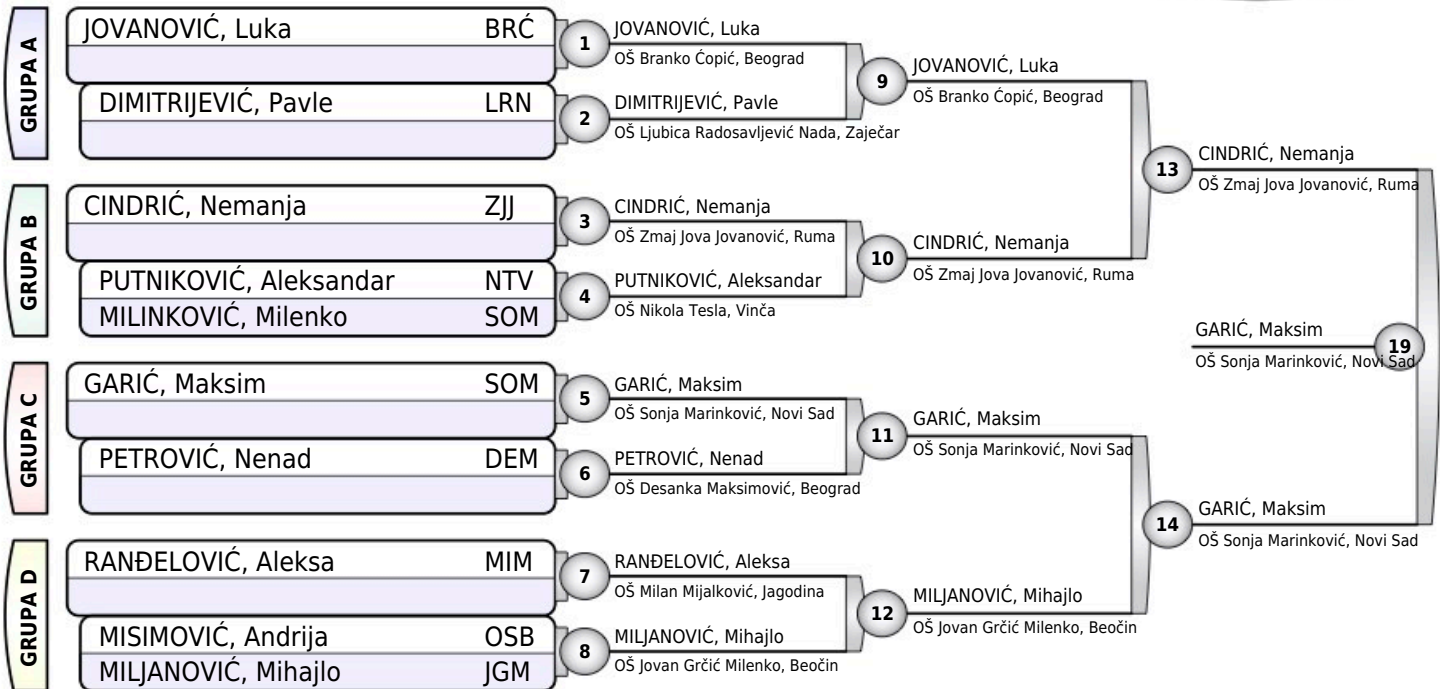 GRUPA A
JOVANOVIĆ, Luka BRĆ
DIMITRIJEVIĆ, Pavle LRN
GRUPA B
CINDRIĆ, Nemanja ZJJ
PUTNIKOVIĆ, Aleksandar NTV
MILINKOVIĆ, Milenko SOM
GRUPA C
GARIĆ, Maksim SOM
PETROVIĆ, Nenad DEM
GRUPA D
RANĐELOVIĆ, Aleksa MIM
MISIMOVIĆ, Andrija OSB
MILJANOVIĆ, Mihajlo JGM
1
JOVANOVIĆ, Luka
OŠ Branko Ćopić, Beograd
2
DIMITRIJEVIĆ, Pavle
OŠ Ljubica Radosavljević Nada, Zaječar
3
CINDRIĆ, Nemanja
OŠ Zmaj Jova Jovanović, Ruma
4
PUTNIKOVIĆ, Aleksandar
OŠ Nikola Tesla, Vinča
5
GARIĆ, Maksim
OŠ Sonja Marinković, Novi Sad
6
PETROVIĆ, Nenad
OŠ Desanka Maksimović, Beograd
7
RANĐELOVIĆ, Aleksa
OŠ Milan Mijalković, Jagodina
8
MILJANOVIĆ, Mihajlo
OŠ Jovan Grčić Milenko, Beočin
9
JOVANOVIĆ, Luka
OŠ Branko Ćopić, Beograd
10
CINDRIĆ, Nemanja
OŠ Zmaj Jova Jovanović, Ruma
11
GARIĆ, Maksim
OŠ Sonja Marinković, Novi Sad
12
MILJANOVIĆ, Mihajlo
OŠ Jovan Grčić Milenko, Beočin
13
CINDRIĆ, Nemanja
OŠ Zmaj Jova Jovanović, Ruma
14
GARIĆ, Maksim
OŠ Sonja Marinković, Novi Sad
19
GARIĆ, Maksim
OŠ Sonja Marinković, Novi Sad